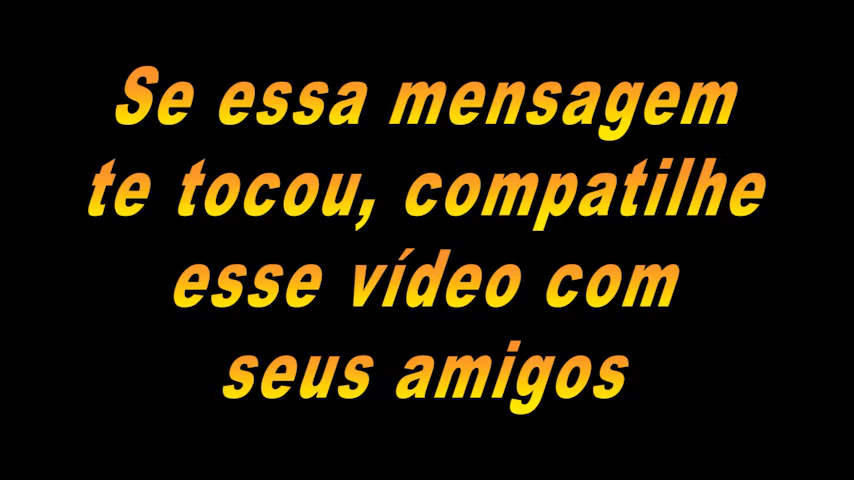 Se essa mensagem
te tocou, compatilhe
esse vídeo com
seus amigos